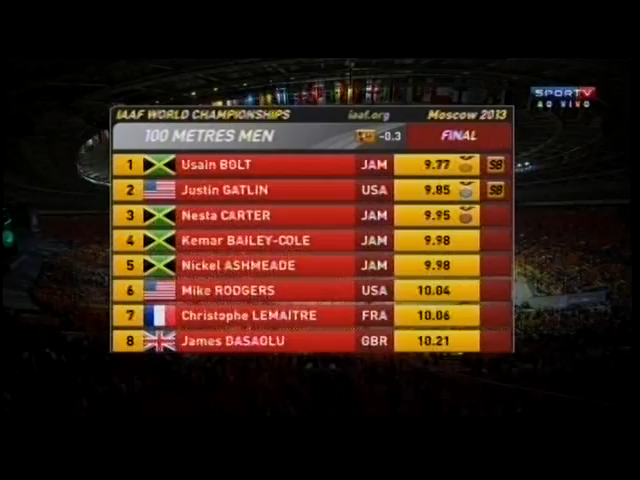 SPORTV
AO VIVO
IAAF WORLD CHAMPIONSHIPS iaaf.org Moscow 2013
100 METRES MEN -0.3 FINAL
1 Usain BOLT JAM 9.77 SB
2 Justin GATLIN USA 9.85 SB
3 Nesta CARTER JAM 9.95
4 Kemar BAILEY-COLE JAM 9.98
5 Nickel ASHMEADE JAM 9.98
6 Mike RODGERS USA 10.04
7 Christophe LEMAITRE FRA 10.06
8 James DASAOLU GBR 10.21